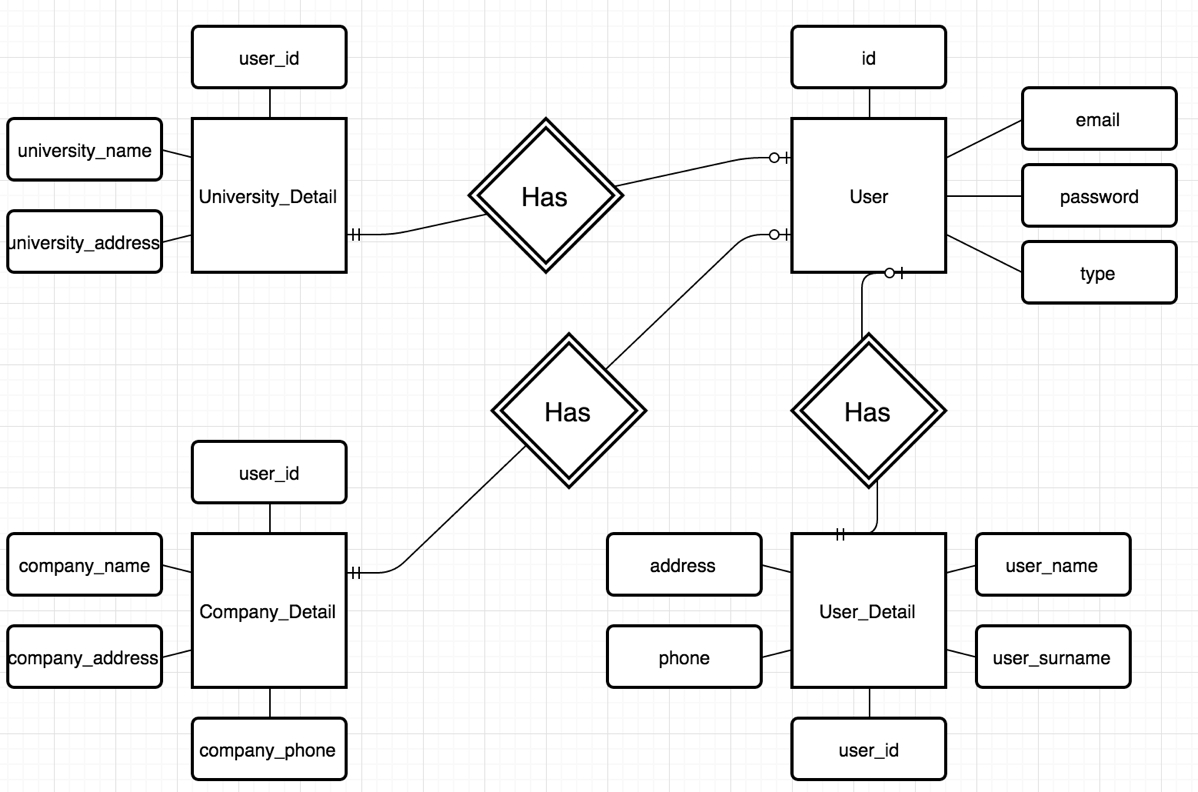 user_id
id
university_name
email
University_Detail
Has
User
password
university_address
type
Has
Has
user_id
company_name
address
user_name
Company_Detail
User_Detail
company_address
phone
user_surname
company_phone
user_id